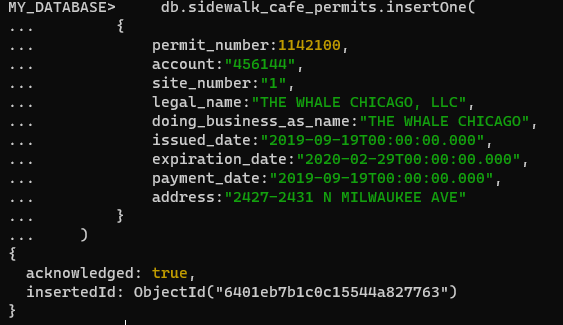 MY_DATABASE>     db.sidewalk_cafe_permits.insertOne(
...         {
...             permit_number:1142100,
...             account:"456144",
...             site_number:"1",
...             legal_name:"THE WHALE CHICAGO, LLC",
...             doing_business_as_name:"THE WHALE CHICAGO",
...             issued_date:"2019-09-19T00:00:00.000",
...             expiration_date:"2020-02-29T00:00:00.000",
...             payment_date:"2019-09-19T00:00:00.000",
...             address:"2427-2431 N MILWAUKEE AVE"
...         }
...     )
{
  acknowledged: true,
  insertedId: ObjectId("6401eb7b1c0c15544a827763")
}